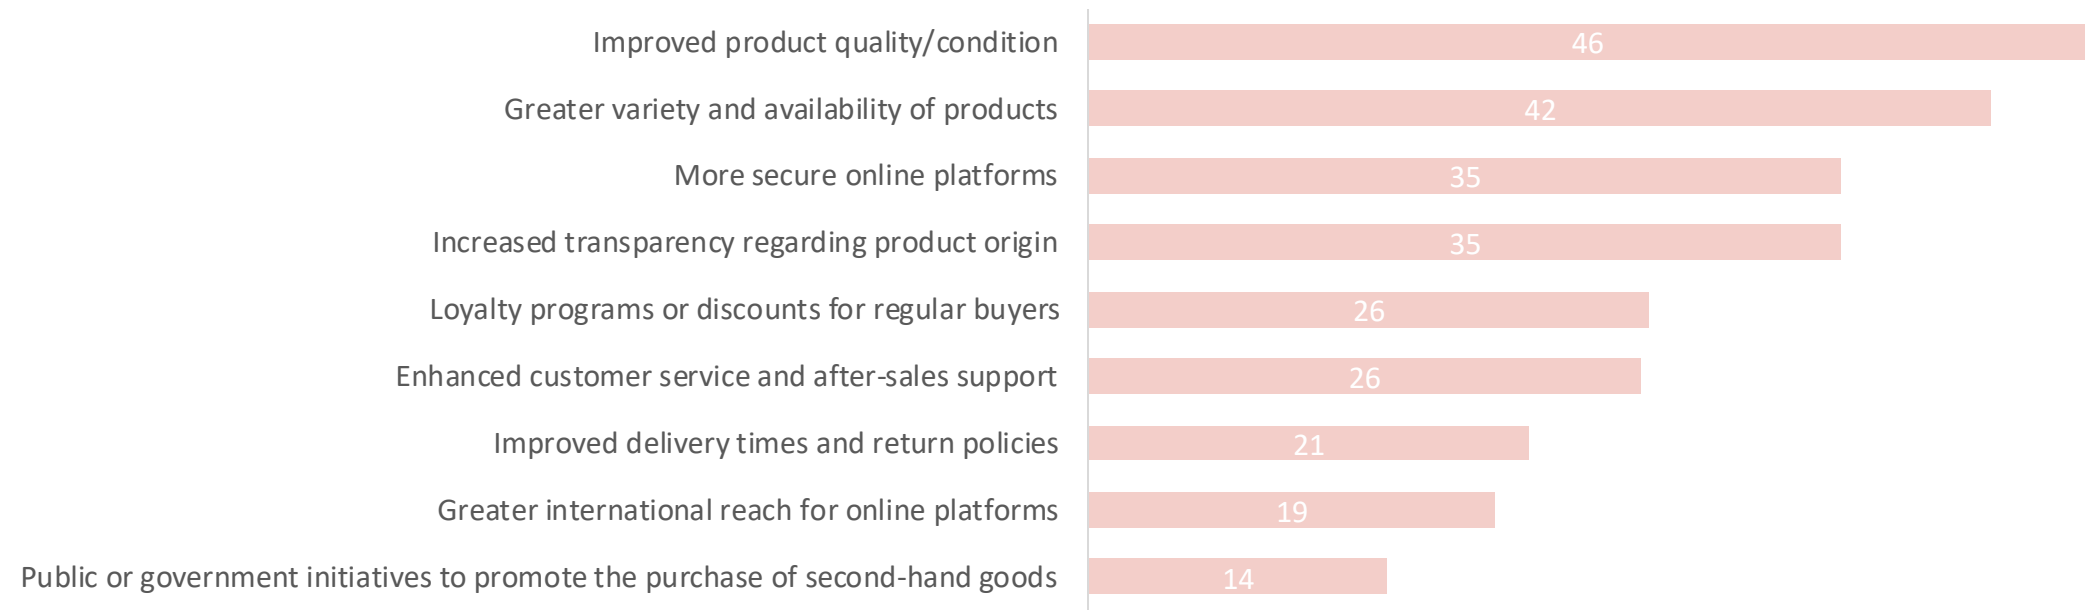 Improved product quality/condition 46
Greater variety and availability of products 42
More secure online platforms 35
Increased transparency regarding product origin 35
Loyalty programs or discounts for regular buyers 26
Enhanced customer service and after-sales support 26
Improved delivery times and return policies 21
Greater international reach for online platforms 19
Public or government initiatives to promote the purchase of second-hand goods 14